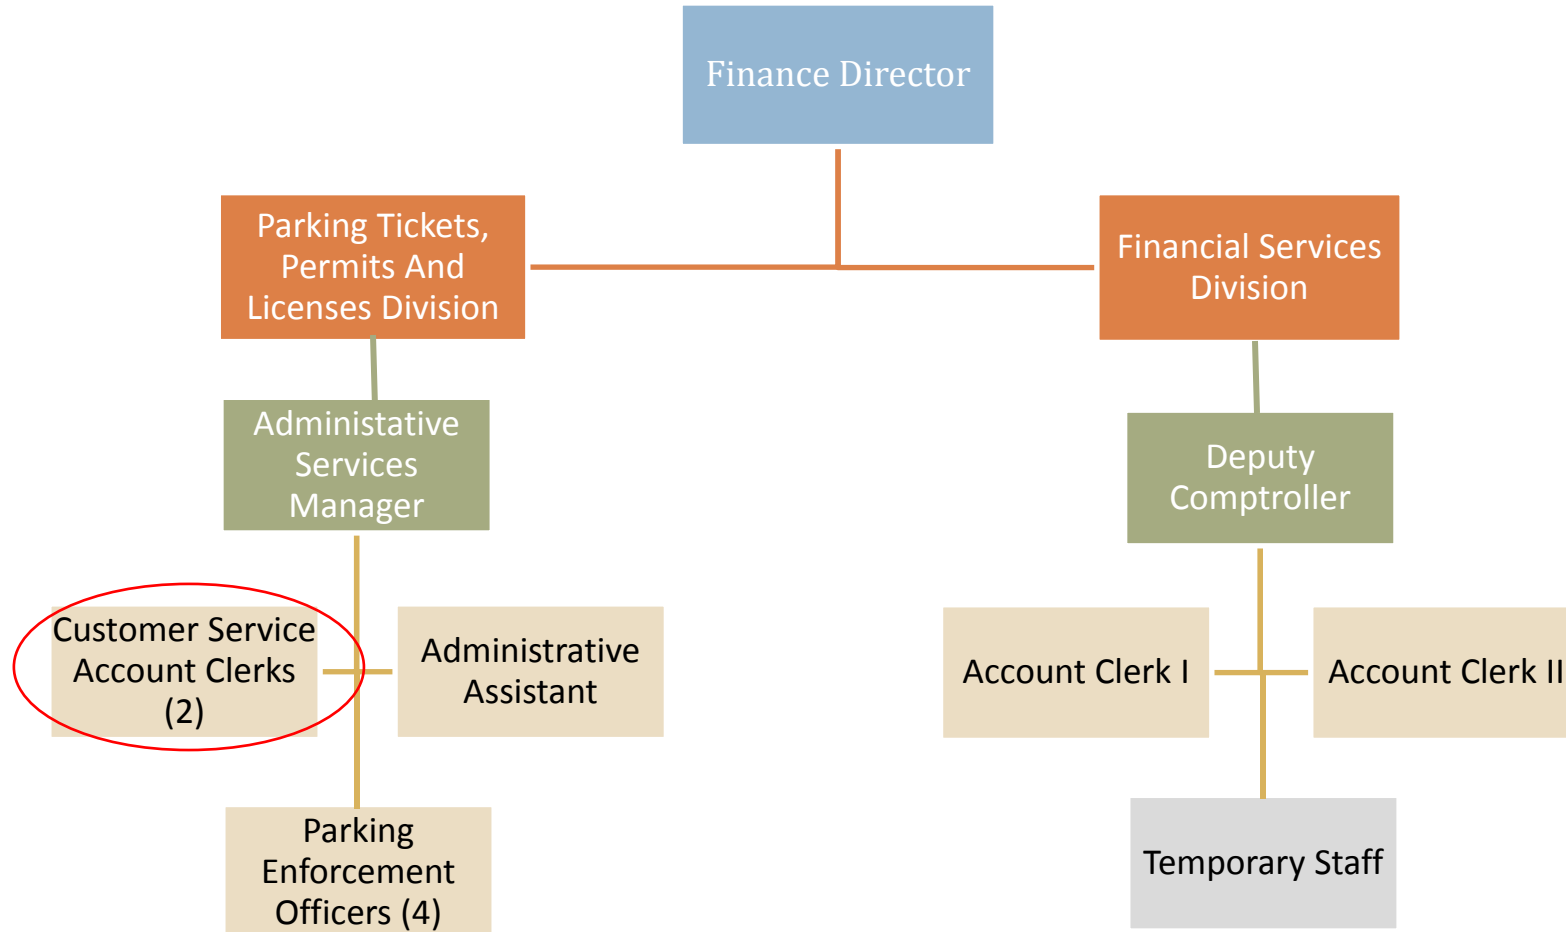 Finance Director
Parking Tickets,
Permits And
Licenses Division
Financial Services
Division
Administative
Services
Manager
Deputy
Comptroller
Customer Service
Account Clerks
(2)
Administrative
Assistant
Account Clerk I
Account Clerk II
Parking
Enforcement
Officers (4)
Temporary Staff